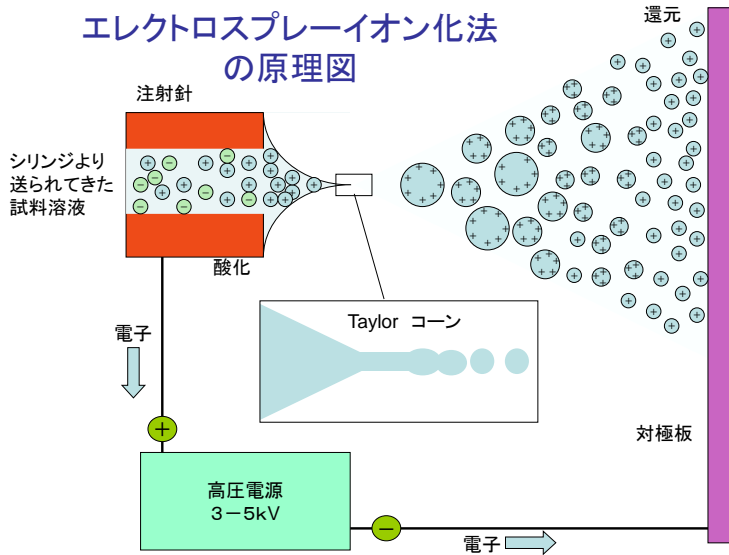 エレクトロスプレーイオン化法
の原理図
還元
注射針
シリンジより
送られてきた
試料溶液
酸化
Taylor コーン
電子
対極板
+
高圧電源
3－5kV
−
電子